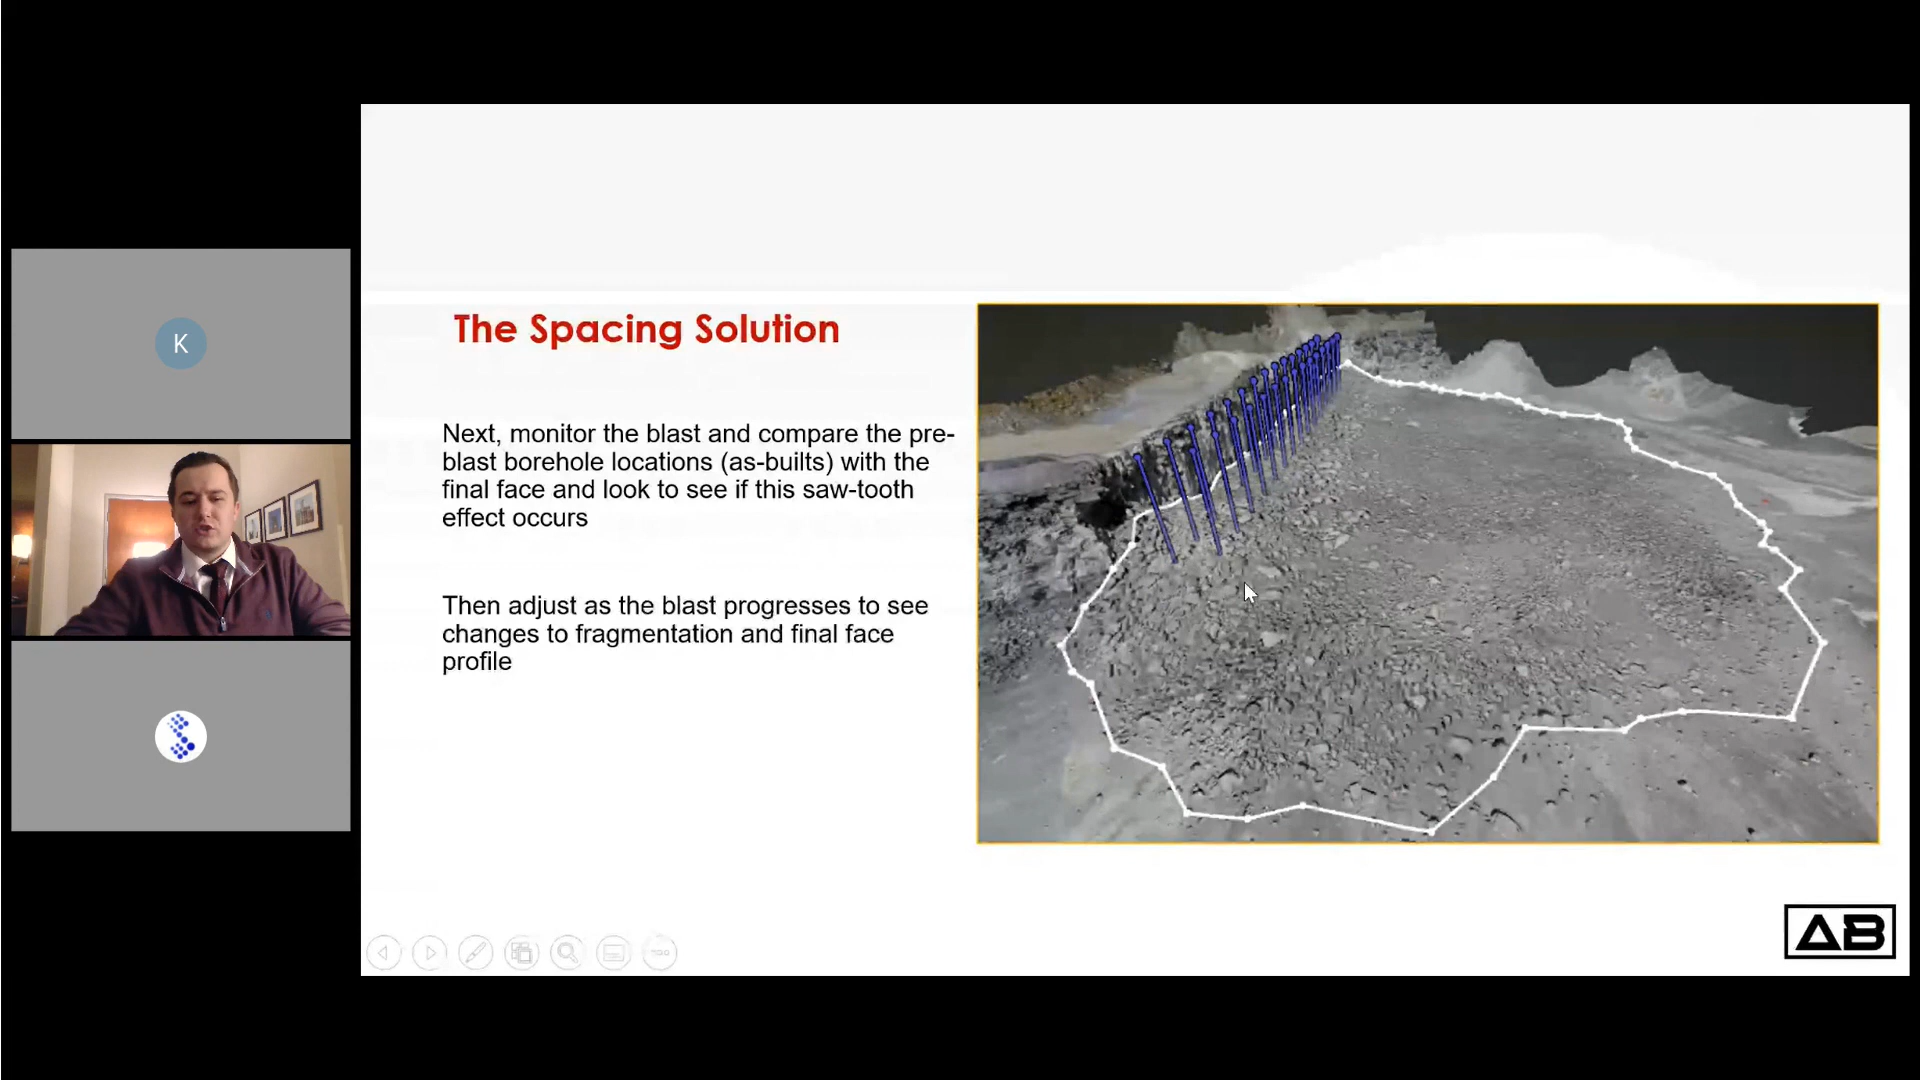 K
The Spacing Solution
Next, monitor the blast and compare the pre-
blast borehole locations (as-builts) with the
final face and look to see if this saw-tooth
effect occurs
Then adjust as the blast progresses to see
changes to fragmentation and final face
profile
AB